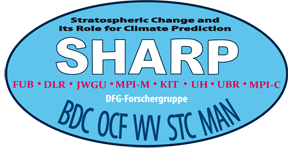 Stratospheric Change and
its Role for Climate Prediction
SHARP
FUB • DLR • JWGU • MPI-M • KIT • UH • UBR • MPI-C
DFG-Forschergruppe
BDC OCF WV STC MAN